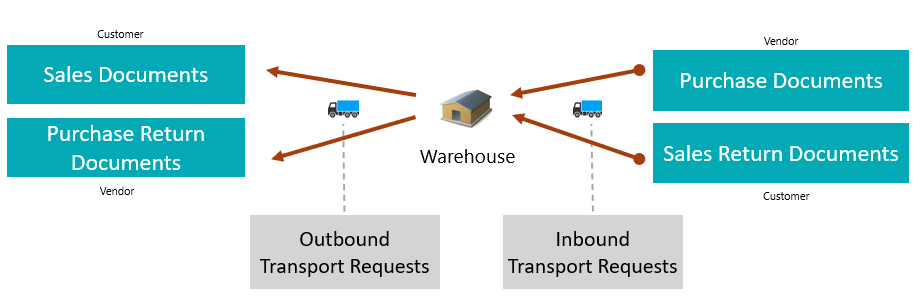 Customer
Sales Documents
Purchase Return
Documents
Vendor
Warehouse
Vendor
Purchase Documents
Sales Return Documents
Customer
Outbound
Transport Requests
Inbound
Transport Requests